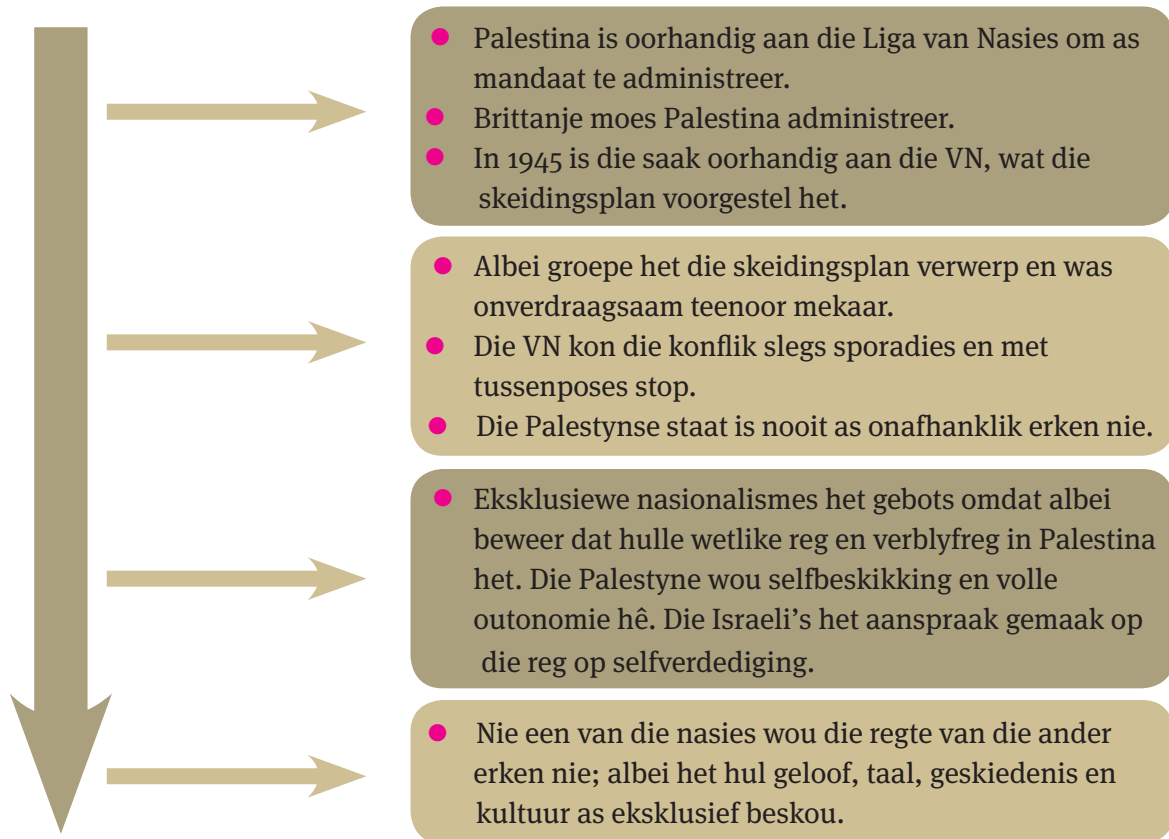 ● Palestina is oorhandig aan die Liga van Nasies om as
mandaat te administreer.
● Brittanje moes Palestina administreer.
● In 1945 is die saak oorhandig aan die VN, wat die
skeidingsplan voorgestel het.
● Albei groepe het die skeidingsplan verwerp en was
onverdraagsaam teenoor mekaar.
● Die VN kon die konflik slegs sporadies en met
tussenposes stop.
● Die Palestynse staat is nooit as onafhanklik erken nie.
● Eksklusiewe nasionalismes het gebots omdat albei
beweer dat hulle wetlike reg en verblyfreg in Palestina
het. Die Palestyne wou selfbeskikking en volle
outonomie hê. Die Israeli’s het aanspraak gemaak op
die reg op selfverdediging.
● Nie een van die nasies wou die regte van die ander
erken nie; albei het hul geloof, taal, geskiedenis en
kultuur as eksklusief beskou.